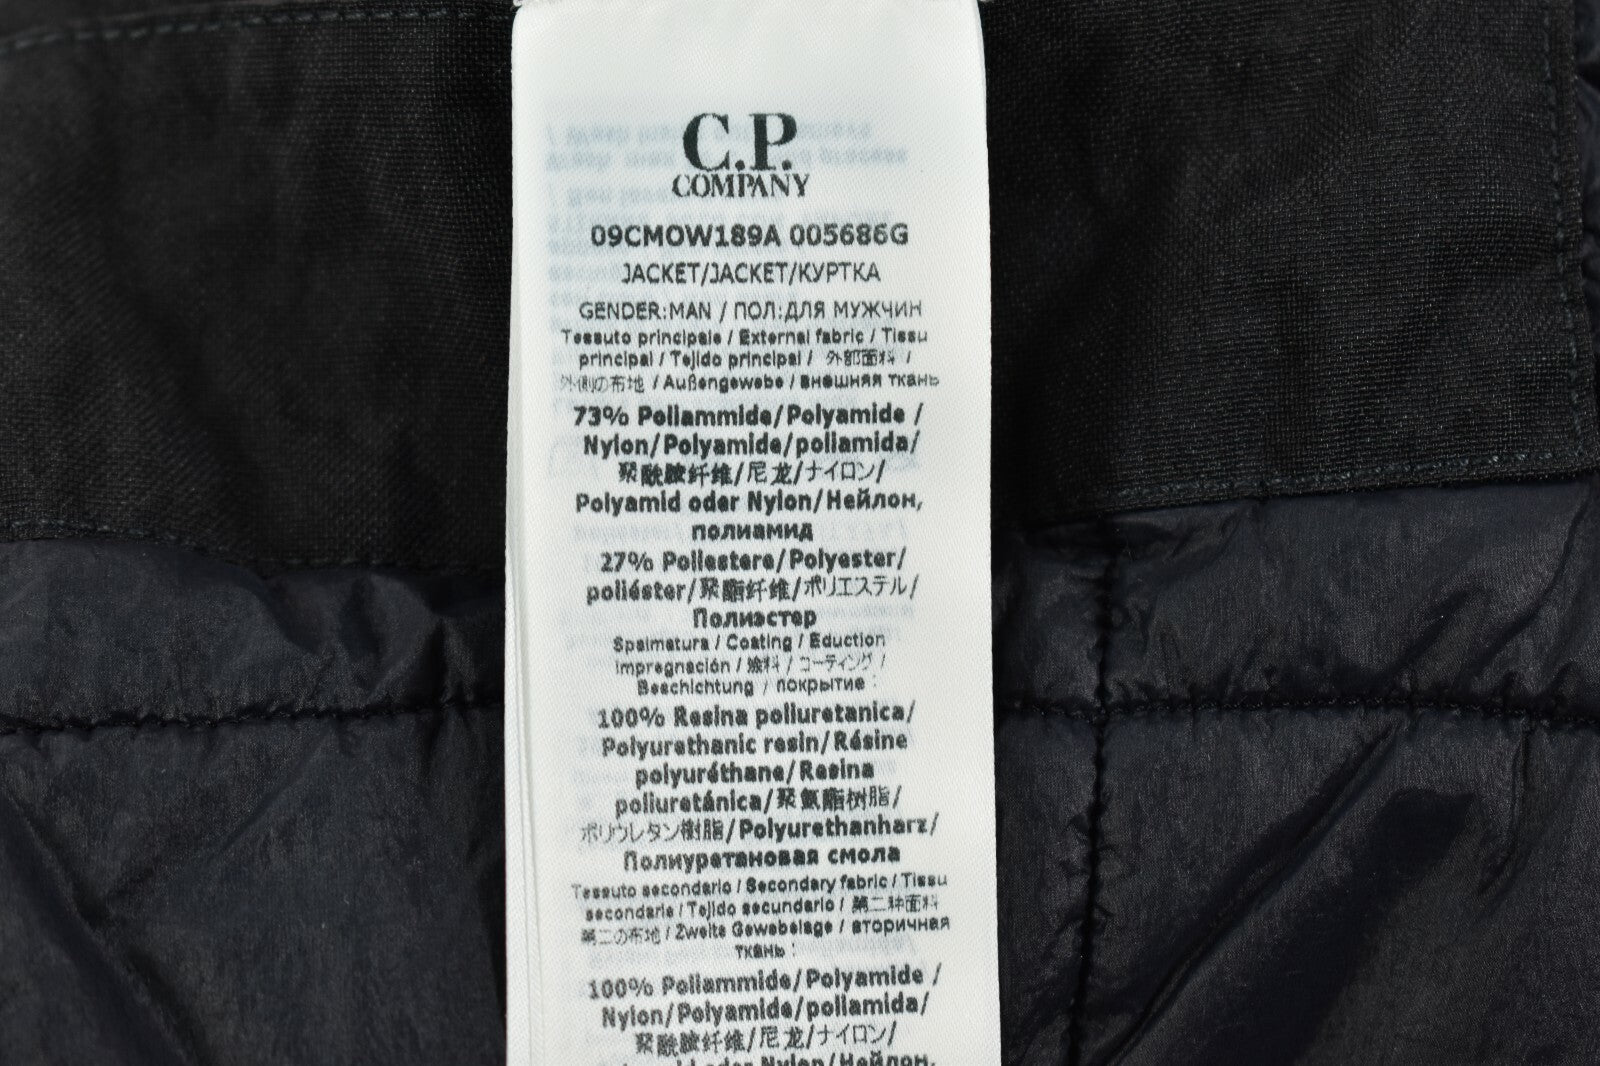 C.P.
COMPANY
09CMOW189A 005686G
JACKET/JACKET/КУРТКА
GENDER:MAN / ПОЛ:ДЛЯ МУЖЧИН
Tessuto principale / External fabric / Tissu
principal / Tejido principal / 外部面料 /
外側の布地 / Außengewebe / внешняя ткань
73% Poliammide/Polyamide /
Nylon/Polyamide/poliamida/
聚酰胺纤维/尼龙/ナイロン/
Polyamid oder Nylon/Нейлон,
полиамид
27% Poliestere/Polyester/
poliéster/聚酯纤维/ポリエステル/
Полиэстер
Spalmatura / Coating / Eduction
impregnación / 涂料 / コーティング /
Beschichtung / покрытие :
100% Resina poliuretanica/
Polyurethanic resin/Résine
polyuréthane/Resina
poliuretánica/聚氨酯树脂/
ポリウレタン樹脂/Polyurethanharz/
Полиуретановая смола
Tessuto secondario / Secondary fabric / Tissu
secondarie / Tejido secundario / 第二种面料
第二の布地 / Zweite Gewebelage / вторичная
ткань :
100% Poliammide/Polyamide /
Nylon/Polyamide/poliamida/
聚酰胺纤维/尼龙/ナイロン/
oder Nylon/Нейлон,